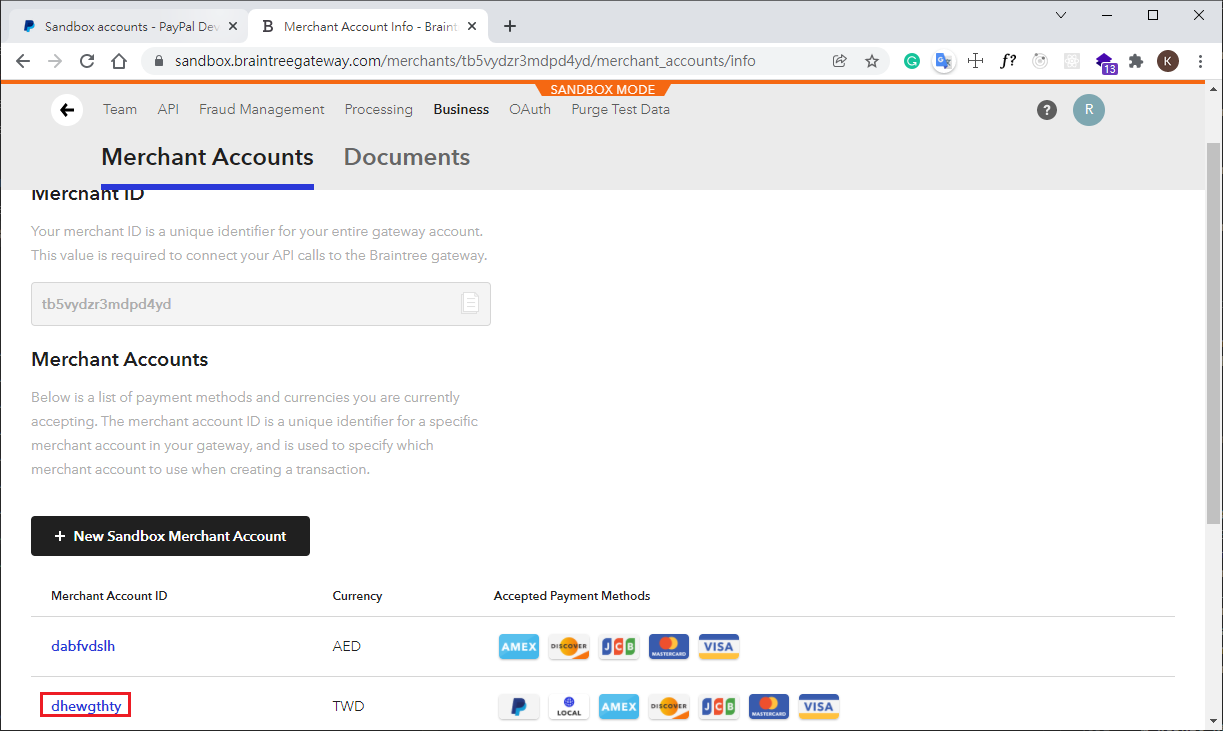 Sandbox accounts - PayPal Dev
Merchant Account Info - Braint
sandbox.braintreegateway.com/merchants/tb5vydzr3mdpd4yd/merchant_accounts/info
f?
13
K
SANDBOX MODE
Team API Fraud Management Processing Business OAuth Purge Test Data
? R
Merchant Accounts Documents
Merchant ID
Your merchant ID is a unique identifier for your entire gateway account.
This value is required to connect your API calls to the Braintree gateway.
tb5vydzr3mdpd4yd
Merchant Accounts
Below is a list of payment methods and currencies you are currently
accepting. The merchant account ID is a unique identifier for a specific
merchant account in your gateway, and is used to specify which
merchant account to use when creating a transaction.
+ New Sandbox Merchant Account
Merchant Account ID Currency Accepted Payment Methods
dabfvdslh AED AMEX DISCOVER JCB MASTERCARD VISA
dhewgthty TWD LOCAL AMEX DISCOVER JCB MASTERCARD VISA